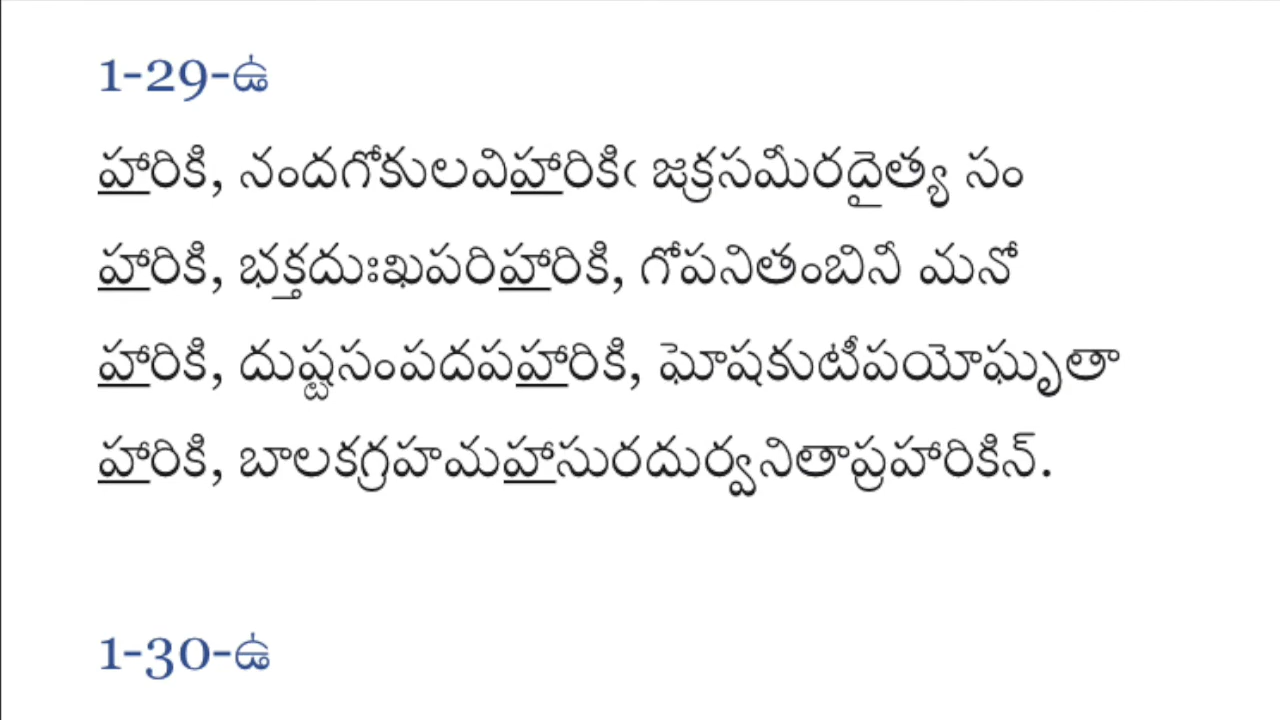 1-29-ఉ
హారికి, నందగోకులవిహారికిఁ జక్రసమీరదైత్య సం
హారికి, భక్తదుఃఖపరిహారికి, గోపనితంబినీ మనో
హారికి, దుష్టసంపదపహారికి, ఘోషకుటీపయోఘృతా
హారికి, బాలకగ్రహమహాసురదుర్వనితాప్రహారికిన్.
1-30-ఉ